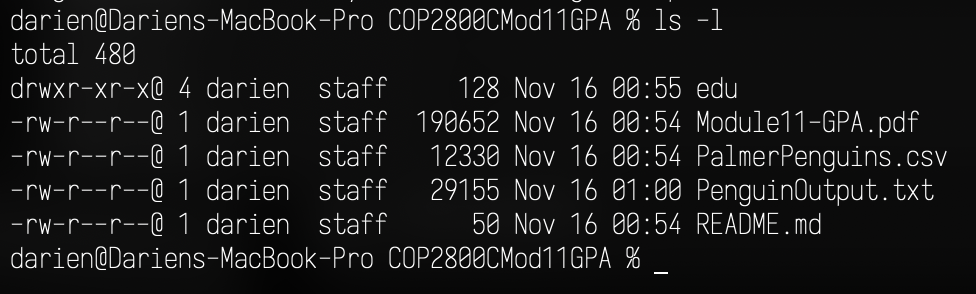 darien@Dariens-MacBook-Pro COP2800CMod11GPA % ls -l
total 480
drwxr-xr-x@ 4 darien  staff     128 Nov 16 00:55 edu
-rw-r--r--@ 1 darien  staff  190652 Nov 16 00:54 Module11-GPA.pdf
-rw-r--r--@ 1 darien  staff   12330 Nov 16 00:54 PalmerPenguins.csv
-rw-r--r--@ 1 darien  staff   29155 Nov 16 01:00 PenguinOutput.txt
-rw-r--r--@ 1 darien  staff      50 Nov 16 00:54 README.md
darien@Dariens-MacBook-Pro COP2800CMod11GPA % _